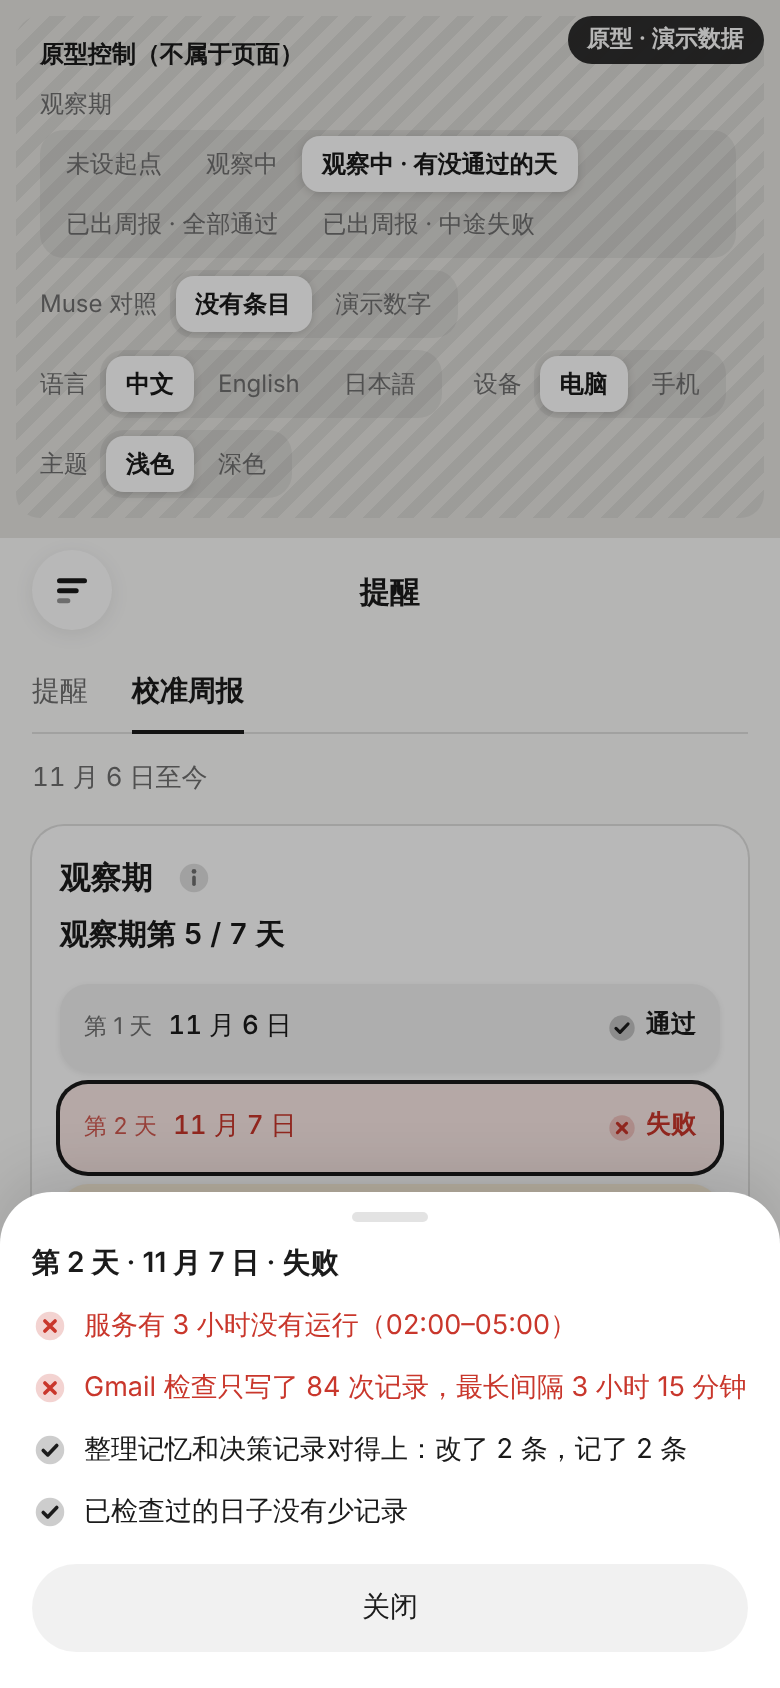 原型控制（不属于页面）
原型 · 演示数据
观察期
未设起点 观察中 观察中 · 有没通过的天
已出周报 · 全部通过 已出周报 · 中途失败
Muse 对照 没有条目 演示数字
语言 中文 English 日本語 设备 电脑 手机
主题 浅色 深色
提醒
提醒 校准周报
11 月 6 日至今
观察期
观察期第 5 / 7 天
第 1 天 11 月 6 日 通过
第 2 天 11 月 7 日 失败
第 2 天 · 11 月 7 日 · 失败
服务有 3 小时没有运行（02:00–05:00）
Gmail 检查只写了 84 次记录，最长间隔 3 小时 15 分钟
整理记忆和决策记录对得上：改了 2 条，记了 2 条
已检查过的日子没有少记录
关闭